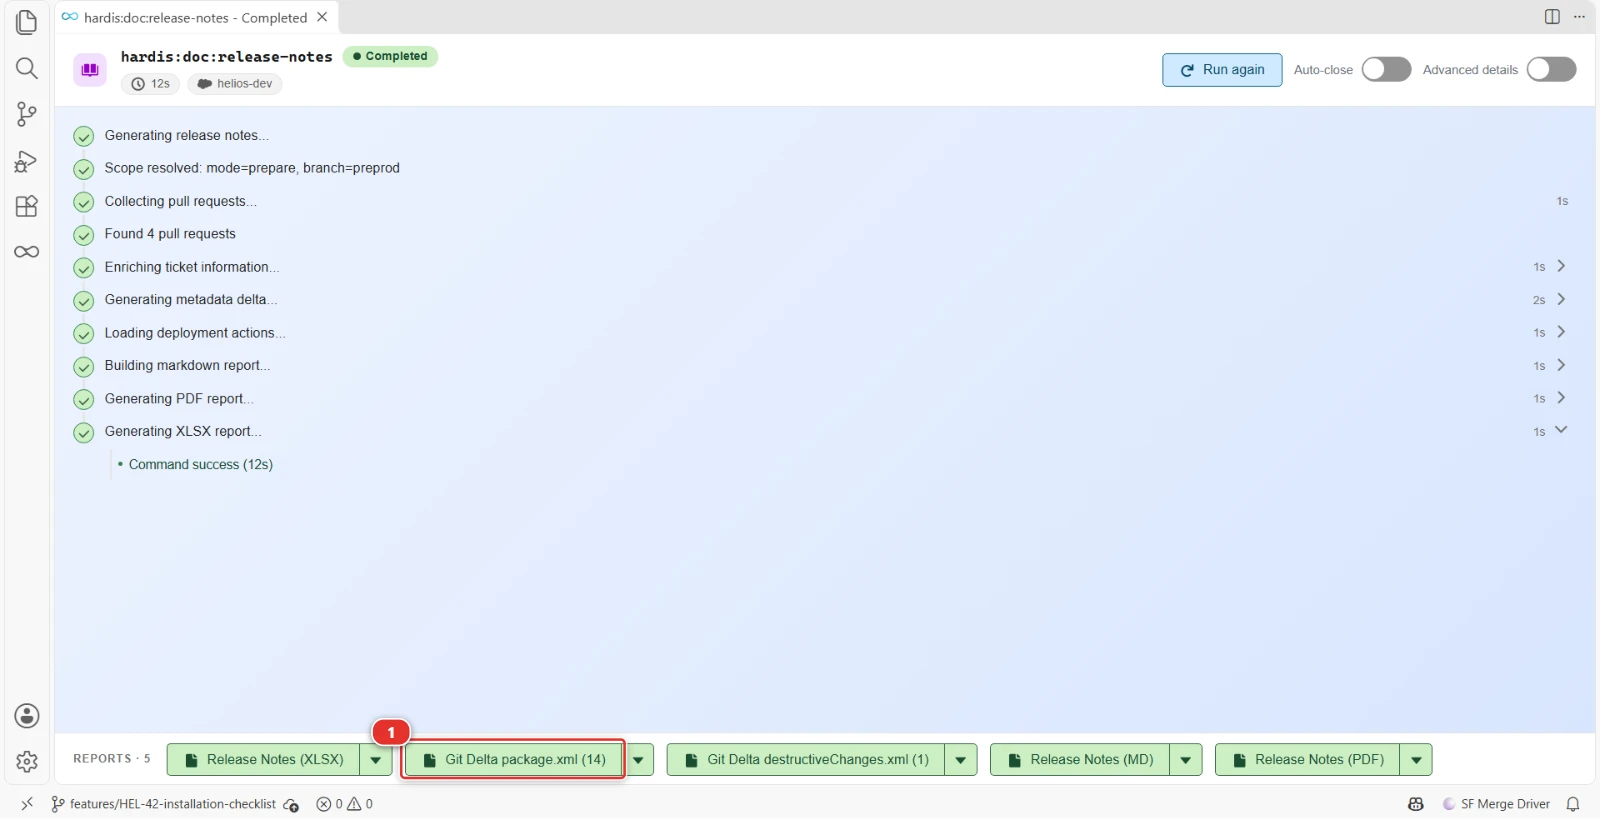 hardis:doc:release-notes - Completed
hardis:doc:release-notes
Completed
12s
helios-dev
Run again
Auto-close
Advanced details
Generating release notes...
Scope resolved: mode=prepare, branch=preprod
Collecting pull requests...
1s
Found 4 pull requests
Enriching ticket information...
1s
Generating metadata delta...
2s
Loading deployment actions...
1s
Building markdown report...
1s
Generating PDF report...
1s
Generating XLSX report...
1s
• Command success (12s)
1
REPORTS · 5
Release Notes (XLSX)
Git Delta package.xml (14)
Git Delta destructiveChanges.xml (1)
Release Notes (MD)
Release Notes (PDF)
features/HEL-42-installation-checklist
0
0
SF Merge Driver